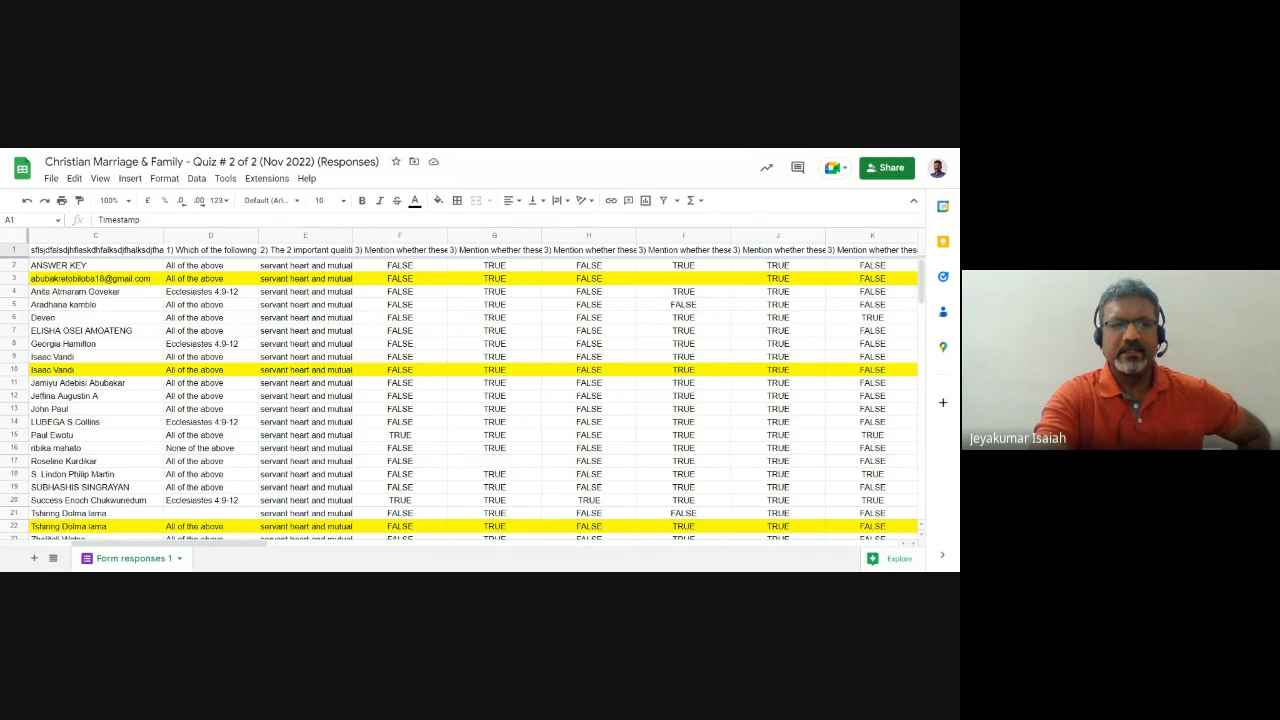 Christian Marriage & Family - Quiz # 2 of 2 (Nov 2022) (Responses)
Share
File Edit View Insert Format Data Tools Extensions Help
100% £ % .0 .00 123 Default (Ari... 10 B I S A
A1 fx Timestamp
C D E F G H I J K
1 sflsjdfalsdjhflaskdhfalksdjfhalksdjfha 1) Which of the following 2) The 2 important qualiti 3) Mention whether these 3) Mention whether these 3) Mention whether these 3) Mention whether these 3) Mention whether these 3) Mention whether thes
2 ANSWER KEY All of the above servant heart and mutual FALSE TRUE FALSE TRUE TRUE FALSE
3 abubakretobiloba18@gmail.com All of the above servant heart and mutual FALSE TRUE FALSE TRUE FALSE
4 Anita Atmaram Govekar Ecclesiastes 4:9-12 servant heart and mutual FALSE TRUE FALSE TRUE TRUE FALSE
5 Aradhana kamble All of the above servant heart and mutual FALSE TRUE FALSE FALSE TRUE FALSE
6 Deven All of the above servant heart and mutual FALSE TRUE FALSE TRUE TRUE TRUE
7 ELISHA OSEI AMOATENG All of the above servant heart and mutual FALSE TRUE FALSE TRUE TRUE FALSE
8 Georgia Hamilton Ecclesiastes 4:9-12 servant heart and mutual FALSE TRUE FALSE TRUE TRUE FALSE
9 Isaac Vandi All of the above servant heart and mutual FALSE TRUE FALSE TRUE TRUE FALSE
10 Isaac Vandi All of the above servant heart and mutual FALSE TRUE FALSE TRUE TRUE FALSE
11 Jamiyu Adebisi Abubakar All of the above servant heart and mutual FALSE TRUE FALSE TRUE TRUE FALSE
12 Jeffina Augustin A All of the above servant heart and mutual FALSE TRUE FALSE TRUE TRUE FALSE
13 John Paul All of the above servant heart and mutual FALSE TRUE FALSE TRUE TRUE FALSE
14 LUBEGA S.Collins Ecclesiastes 4:9-12 servant heart and mutual FALSE TRUE FALSE TRUE TRUE FALSE
15 Paul Ewotu All of the above servant heart and mutual TRUE TRUE FALSE TRUE TRUE TRUE
16 ribika mahato None of the above servant heart and mutual FALSE TRUE FALSE TRUE TRUE FALSE
17 Roseline Kurdikar All of the above servant heart and mutual FALSE FALSE TRUE TRUE FALSE
18 S. Lindon Philip Martin All of the above servant heart and mutual FALSE TRUE FALSE TRUE TRUE TRUE
19 SUBHASHIS SINGRAYAN All of the above servant heart and mutual FALSE TRUE FALSE TRUE TRUE FALSE
20 Success Enoch Chukwunedum Ecclesiastes 4:9-12 servant heart and mutual TRUE TRUE TRUE TRUE TRUE TRUE
21 Tshiring Dolma lama servant heart and mutual FALSE TRUE FALSE FALSE TRUE FALSE
22 Tshiring Dolma lama All of the above servant heart and mutual FALSE TRUE FALSE TRUE TRUE FALSE
Form responses 1
Explore
Jeyakumar Isaiah